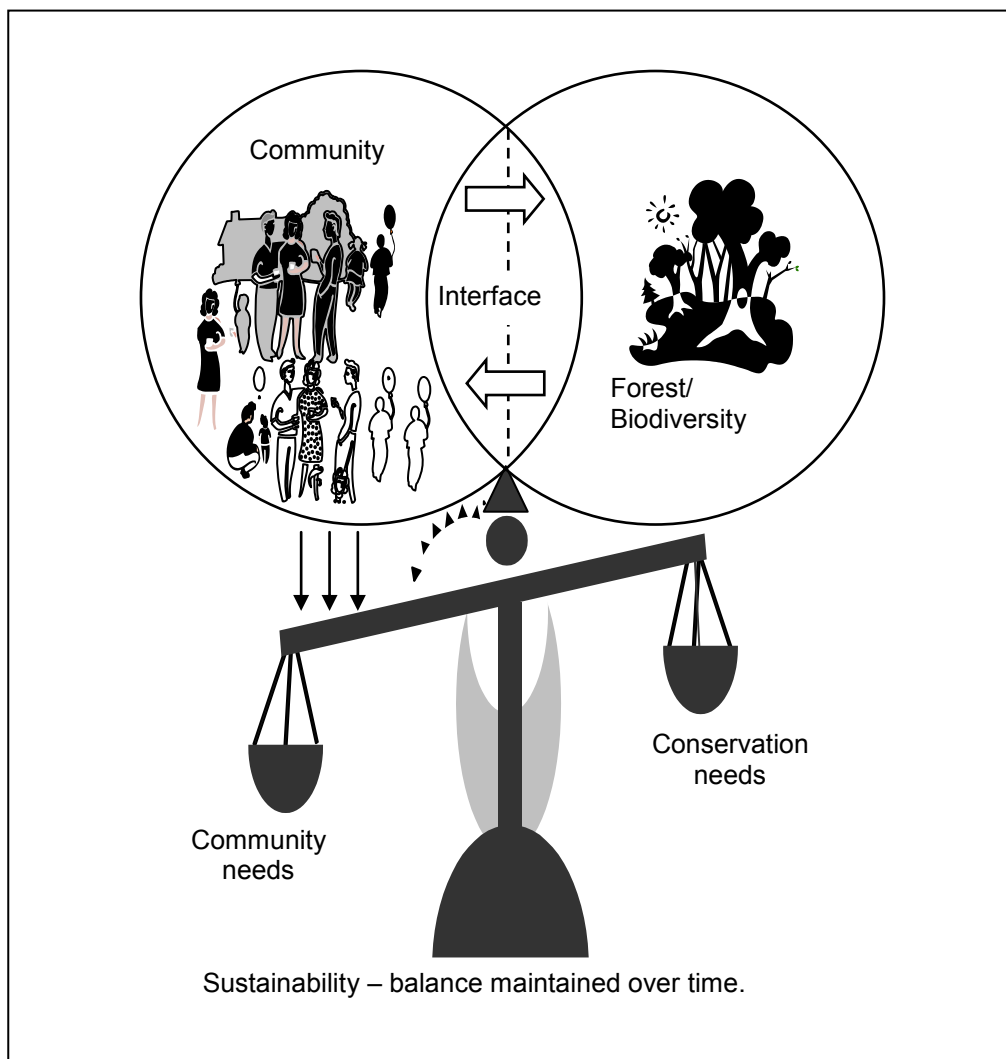 Community
Interface
Forest/
Biodiversity
Conservation
needs
Community
needs
Sustainability – balance maintained over time.